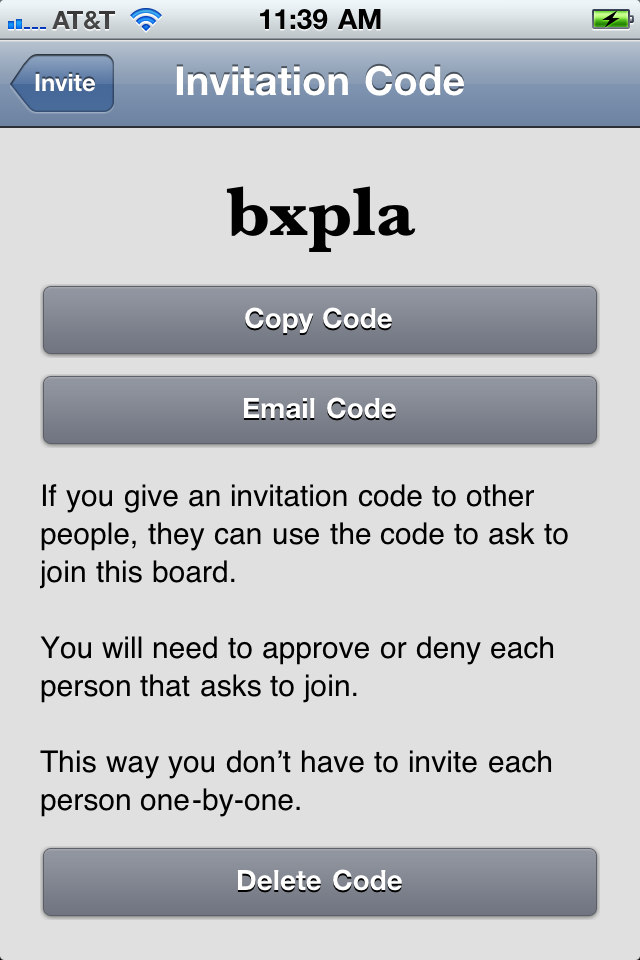 AT&T 11:39 AM
Invite Invitation Code
bxpla
Copy Code
Email Code
If you give an invitation code to other
people, they can use the code to ask to
join this board.
You will need to approve or deny each
person that asks to join.
This way you don’t have to invite each
person one-by-one.
Delete Code